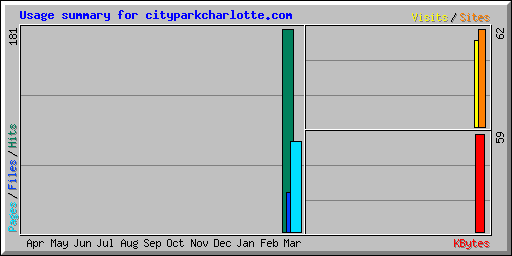 Usage summary for cityparkcharlotte.com
Visits/Sites
181
62
59
Pages/Files/Hits
Apr May Jun Jul Aug Sep Oct Nov Dec Jan Feb Mar
KBytes